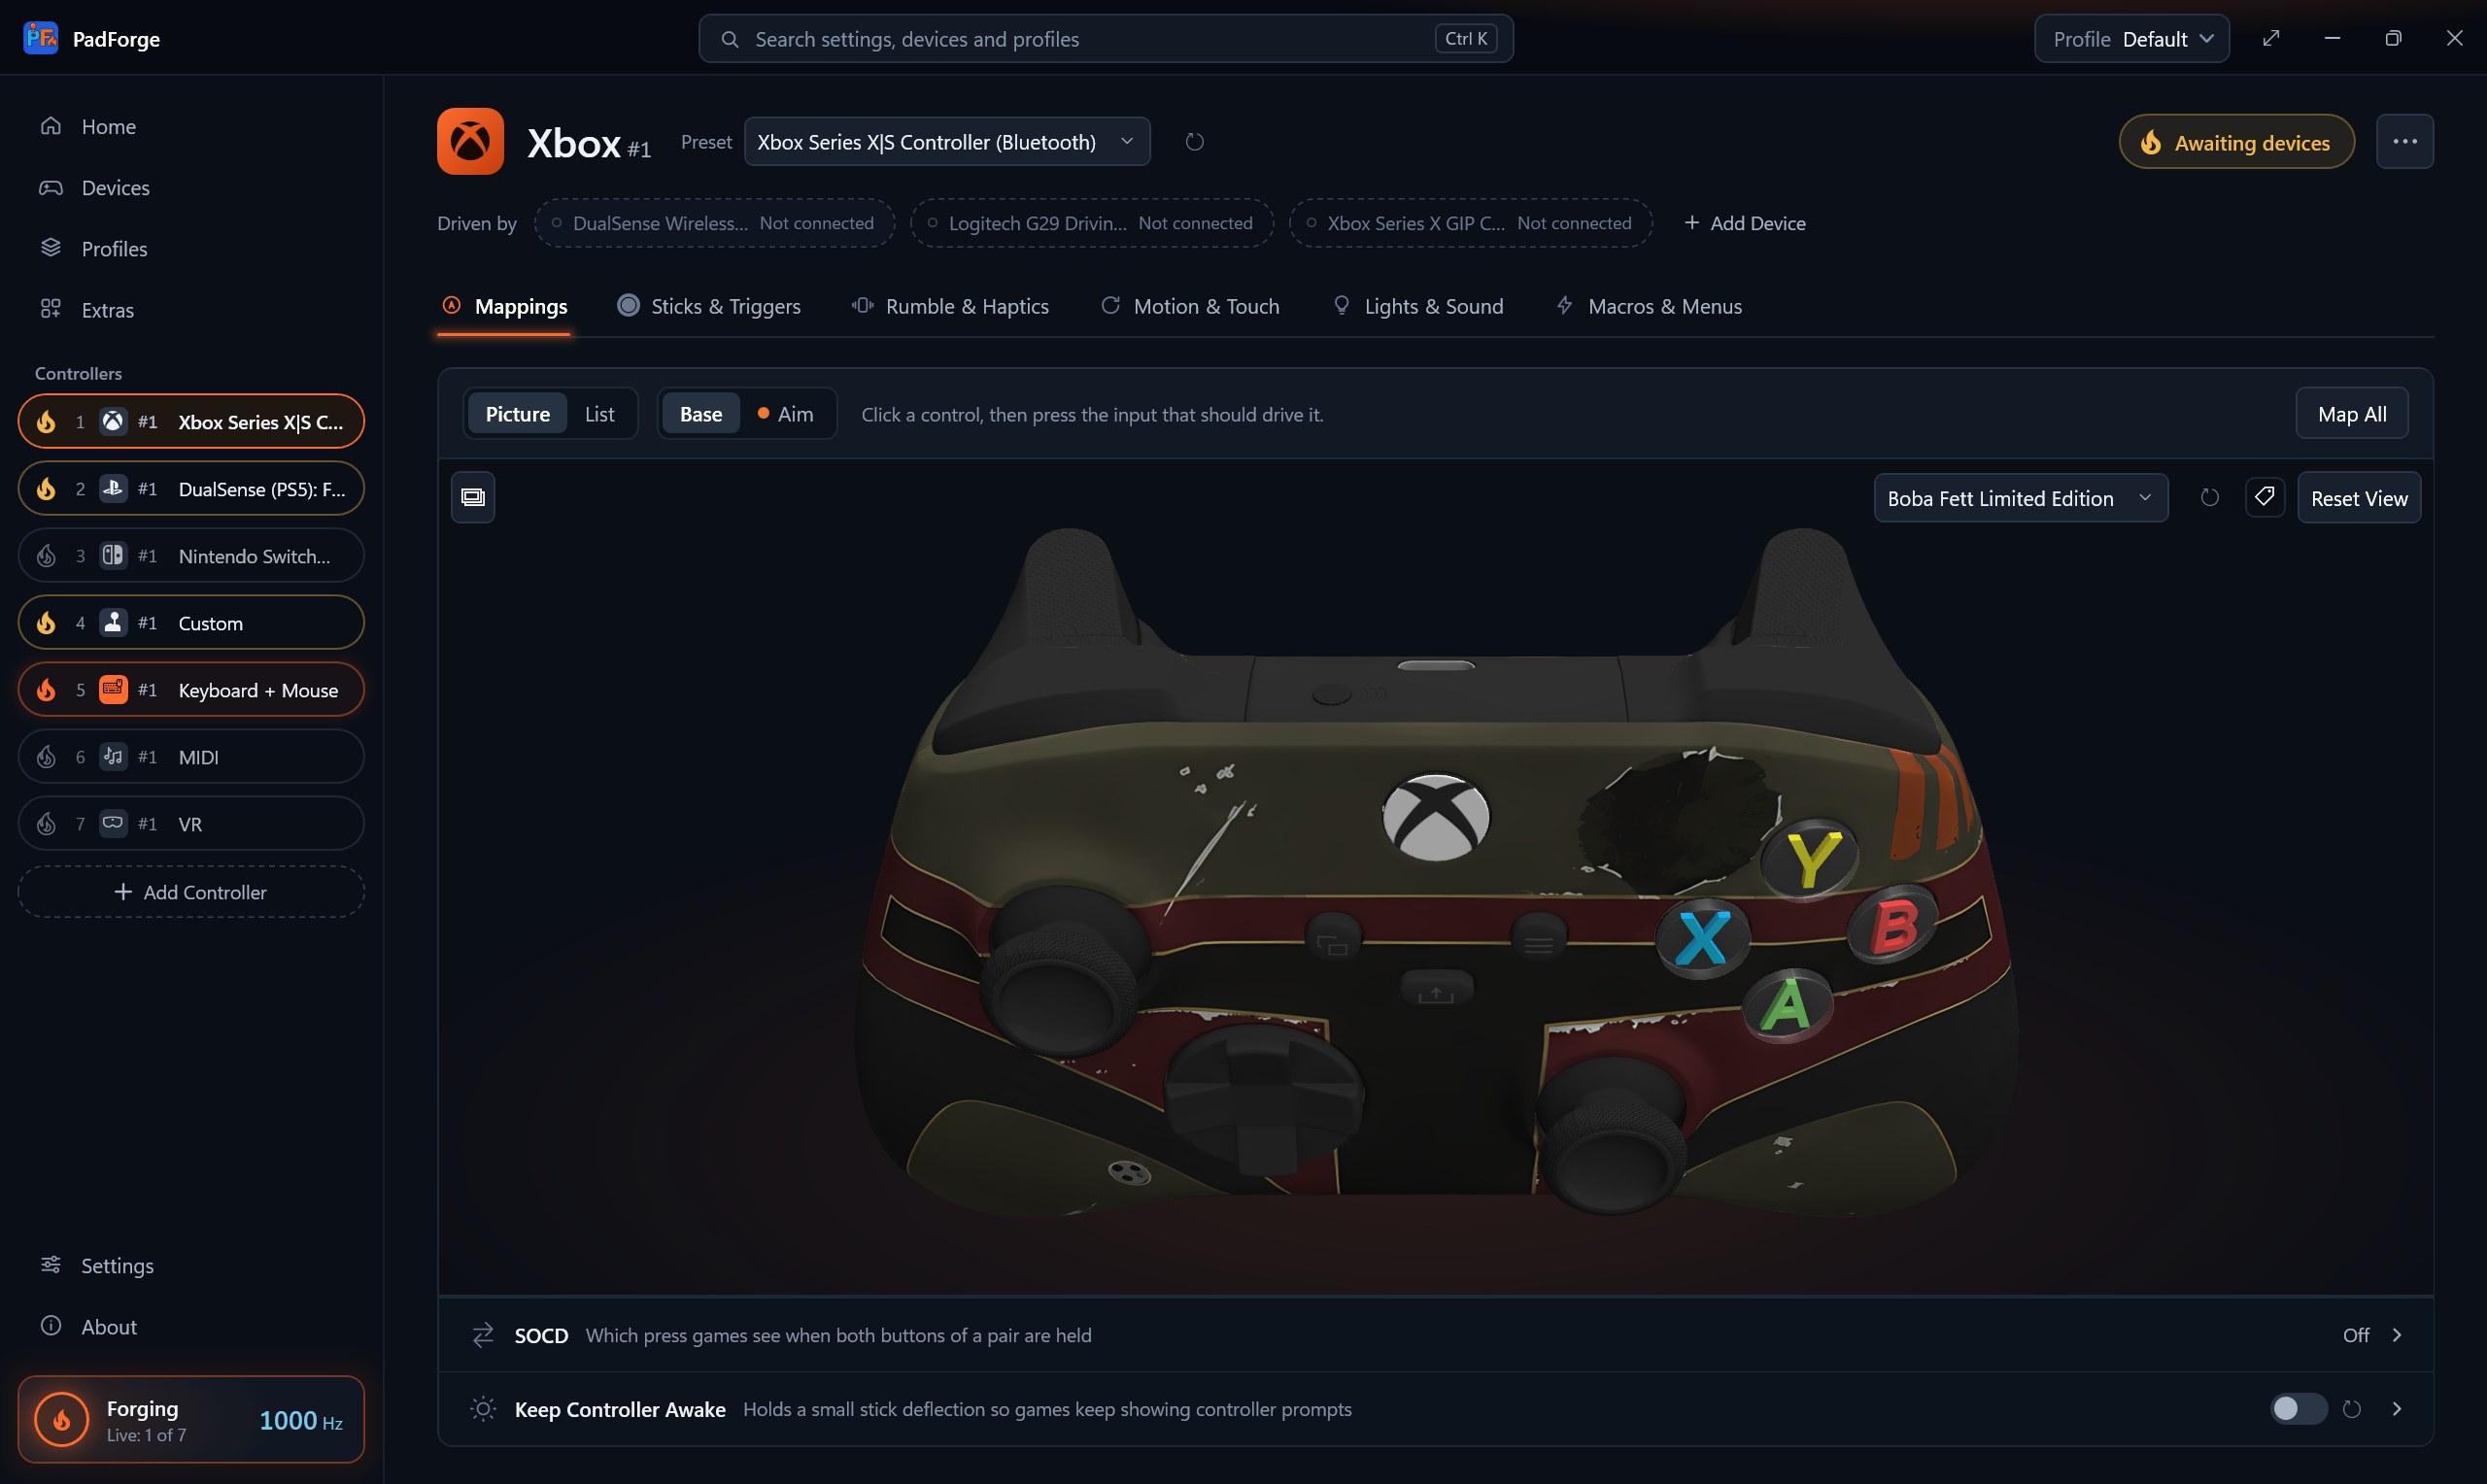 PadForge
Search settings, devices and profiles
Ctrl K
Profile Default
Home
Devices
Profiles
Extras
Controllers
1 #1 Xbox Series X|S C...
2 #1 DualSense (PS5): F...
3 #1 Nintendo Switch...
4 #1 Custom
5 #1 Keyboard + Mouse
6 #1 MIDI
7 #1 VR
+ Add Controller
Settings
About
Forging
Live: 1 of 7
1000 Hz
Xbox #1
Preset
Xbox Series X|S Controller (Bluetooth)
Awaiting devices
...
Driven by
DualSense Wireless... Not connected
Logitech G29 Drivin... Not connected
Xbox Series X GIP C... Not connected
+ Add Device
Mappings
Sticks & Triggers
Rumble & Haptics
Motion & Touch
Lights & Sound
Macros & Menus
Picture
List
Base
Aim
Click a control, then press the input that should drive it.
Map All
Boba Fett Limited Edition
Reset View
Y
X
B
A
SOCD Which press games see when both buttons of a pair are held
Off
Keep Controller Awake Holds a small stick deflection so games keep showing controller prompts